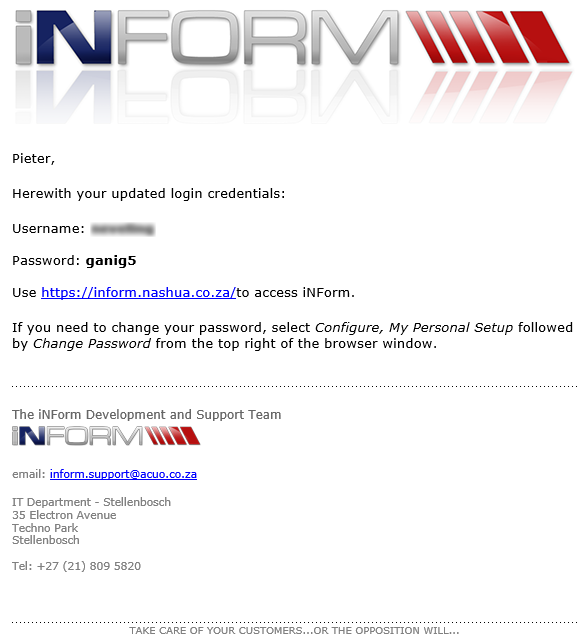 iNFORM
Pieter,
Herewith your updated login credentials:
Username:
Password: ganig5
Use https://inform.nashua.co.za/to access iNForm.
If you need to change your password, select Configure, My Personal Setup followed
by Change Password from the top right of the browser window.
The iNForm Development and Support Team
iNFORM
email: inform.support@acuo.co.za
IT Department - Stellenbosch
35 Electron Avenue
Techno Park
Stellenbosch
Tel: +27 (21) 809 5820
TAKE CARE OF YOUR CUSTOMERS...OR THE OPPOSITION WILL...